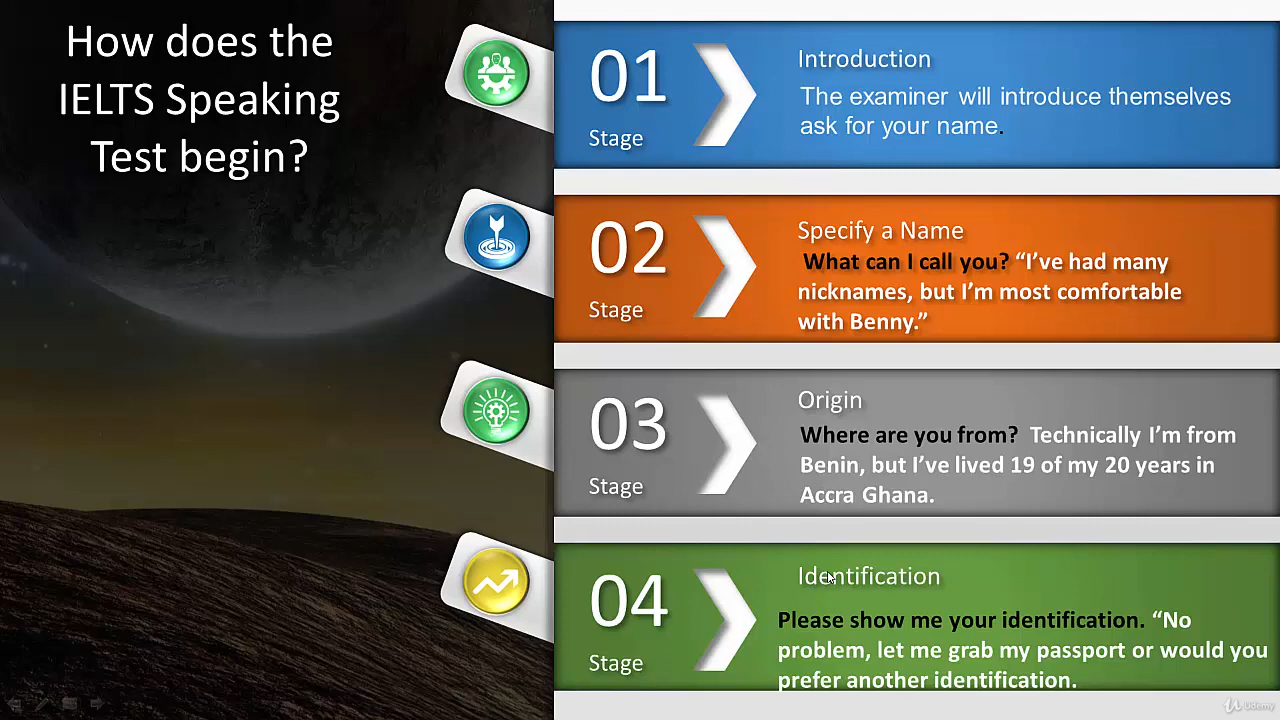 How does the
IELTS Speaking
Test begin?
01
Stage
Introduction
The examiner will introduce themselves
ask for your name.
02
Stage
Specify a Name
What can I call you? “I’ve had many
nicknames, but I’m most comfortable
with Benny.”
03
Stage
Origin
Where are you from? Technically I’m from
Benin, but I’ve lived 19 of my 20 years in
Accra Ghana.
04
Stage
Identification
Please show me your identification. “No
problem, let me grab my passport or would you
prefer another identification.
Udemy